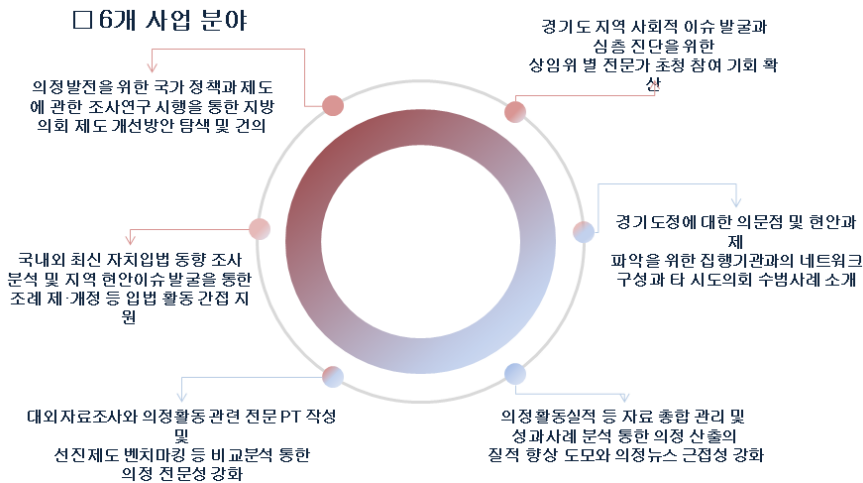 □ 6개 사업 분야
의정발전을 위한 국가 정책과 제도
에 관한 조사연구 시행을 통한 지방
의회 제도 개선방안 탐색 및 건의
경기도 지역 사회적 이슈 발굴과
심층 진단을 위한
상임위 별 전문가 초청 참여 기회 확
산
국내외 최신 자치입법 동향 조사
분석 및 지역 현안이슈 발굴을 통한
조례 제·개정 등 입법 활동 간접 지
원
경기도정에 대한 의문점 및 현안과
제
파악을 위한 집행기관과의 네트워크
구성과 타 시도의회 수범사례 소개
대외자료조사와 의정활동 관련 전문 PT 작성
및
선진제도 벤치마킹 등 비교분석 통한
의정 전문성 강화
의정활동실적 등 자료 총합 관리 및
성과사례 분석 통한 의정 산출의
질적 향상 도모와 의정뉴스 근접성 강화